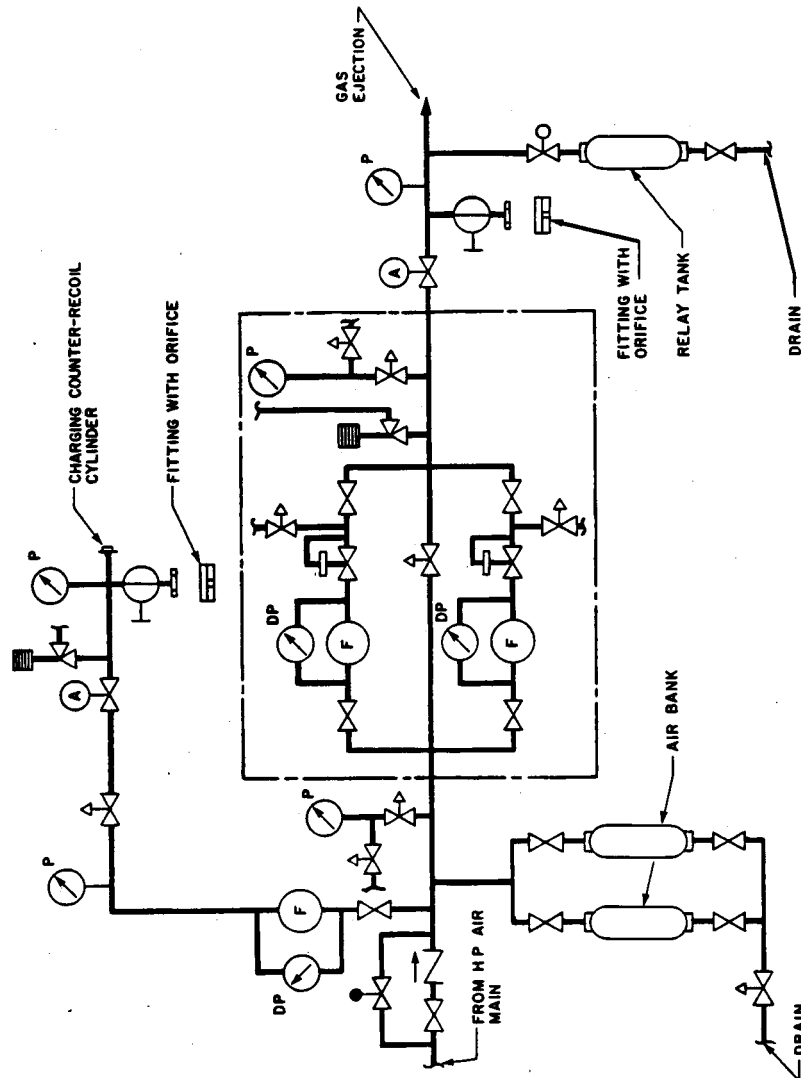 GAS
EJECTION
P
A
FITTING WITH
ORIFICE
RELAY TANK
DRAIN
CHARGING COUNTER-RECOIL
CYLINDER
FITTING WITH ORIFICE
P
A
P
P
DP
F
DP
F
AIR BANK
P
F
DP
FROM H P AIR
MAIN
DRAIN